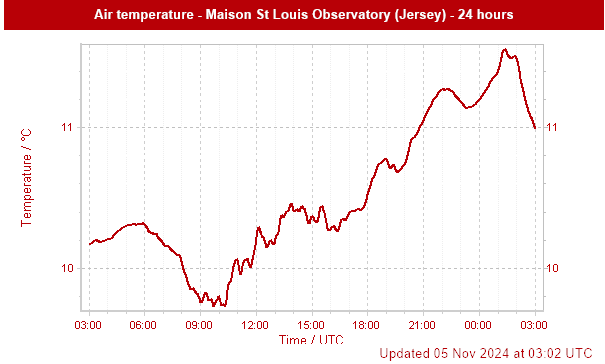 Air temperature - Maison St Louis Observatory (Jersey) - 24 hours
Temperature / °C
11 11
10 10
03:00 06:00 09:00 12:00 15:00 18:00 21:00 00:00 03:00
Time / UTC
Updated 05 Nov 2024 at 03:02 UTC